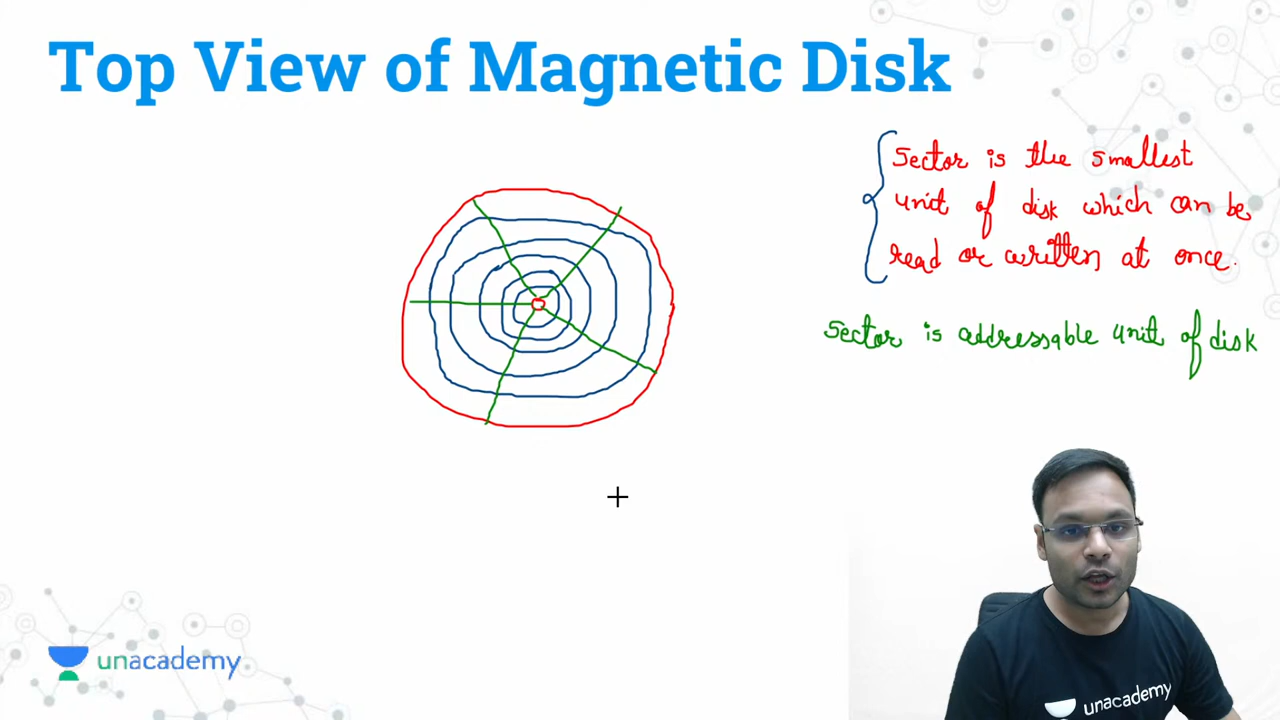 Top View of Magnetic Disk
Sector is the smallest
unit of disk which can be
read or written at once.
Sector is addressable unit of disk
unacademy
unacademy